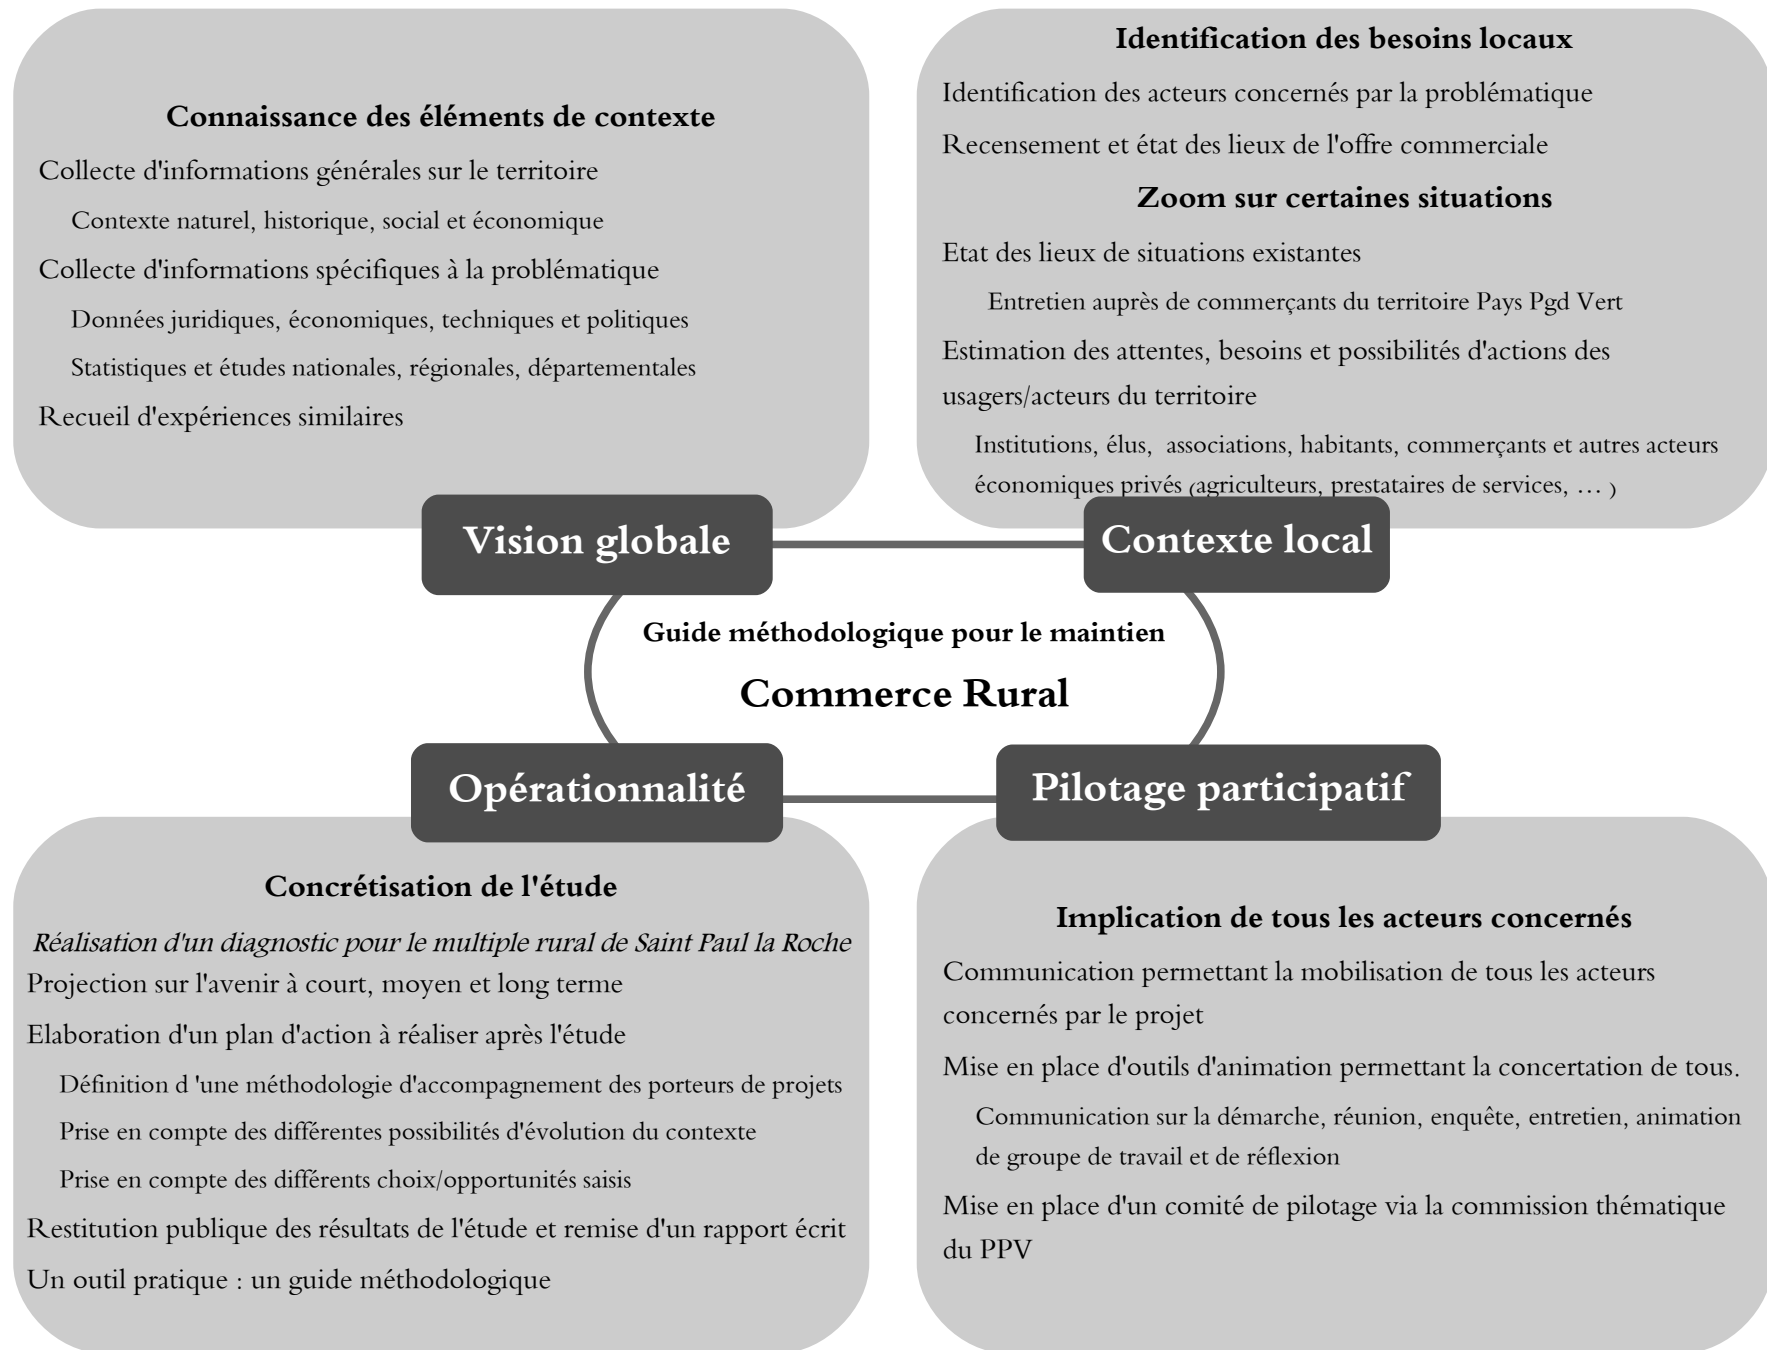 Connaissance des éléments de contexte
Collecte d'informations générales sur le territoire
Contexte naturel, historique, social et économique
Collecte d'informations spécifiques à la problématique
Données juridiques, économiques, techniques et politiques
Statistiques et études nationales, régionales, départementales
Recueil d'expériences similaires
Identification des besoins locaux
Identification des acteurs concernés par la problématique
Recensement et état des lieux de l'offre commerciale
Zoom sur certaines situations
Etat des lieux de situations existantes
Entretien auprès de commerçants du territoire Pays Pgd Vert
Estimation des attentes, besoins et possibilités d'actions des
usagers/acteurs du territoire
Institutions, élus, associations, habitants, commerçants et autres acteurs
économiques privés (agriculteurs, prestataires de services, … )
Vision globale
Contexte local
Guide méthodologique pour le maintien
Commerce Rural
Opérationnalité
Pilotage participatif
Concrétisation de l'étude
Réalisation d'un diagnostic pour le multiple rural de Saint Paul la Roche
Projection sur l'avenir à court, moyen et long terme
Elaboration d'un plan d'action à réaliser après l'étude
Définition d 'une méthodologie d'accompagnement des porteurs de projets
Prise en compte des différentes possibilités d'évolution du contexte
Prise en compte des différents choix/opportunités saisis
Restitution publique des résultats de l'étude et remise d'un rapport écrit
Un outil pratique : un guide méthodologique
Implication de tous les acteurs concernés
Communication permettant la mobilisation de tous les acteurs
concernés par le projet
Mise en place d'outils d'animation permettant la concertation de tous.
Communication sur la démarche, réunion, enquête, entretien, animation
de groupe de travail et de réflexion
Mise en place d'un comité de pilotage via la commission thématique
du PPV